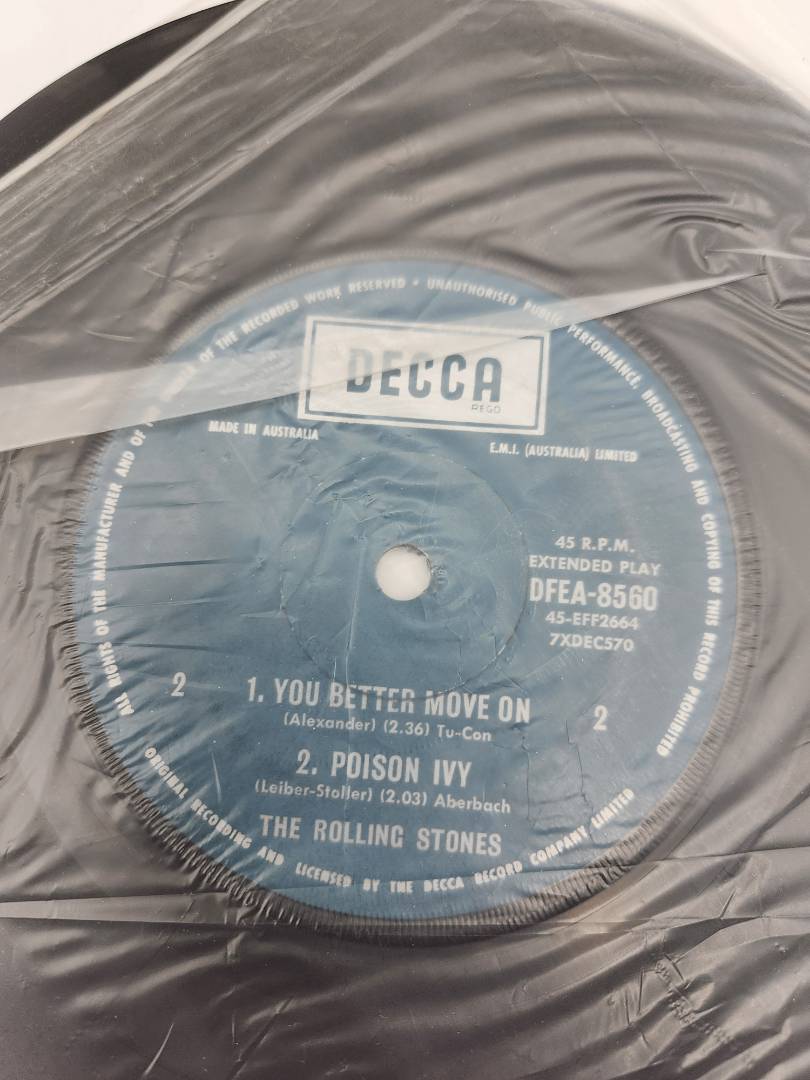 ALL RIGHTS OF THE MANUFACTURER AND OF THE OWNER OF THE RECORDED WORK RESERVED • UNAUTHORISED PUBLIC PERFORMANCE, BROADCASTING AND COPYING OF THIS RECORD PROHIBITED
DECCA
REGD
MADE IN AUSTRALIA
E.M.I. (AUSTRALIA) LIMITED
45 R.P.M.
EXTENDED PLAY
DFEA-8560
45-EFF2664
7XDEC570
2
2
1. YOU BETTER MOVE ON
(Alexander) (2.36) Tu-Con
2. POISON IVY
(Leiber-Stoller) (2.03) Aberbach
THE ROLLING STONES
ORIGINAL RECORDING AND LICENSED BY THE DECCA RECORD COMPANY LIMITED